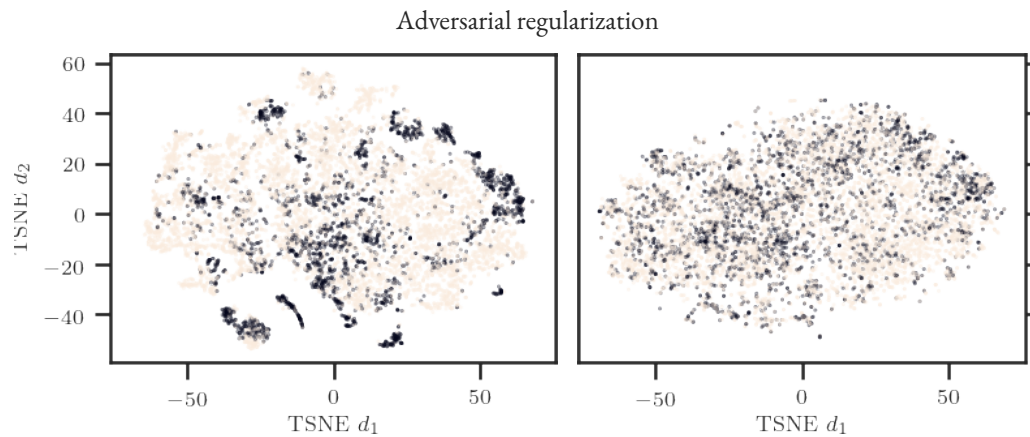 Adversarial regularization
60
40
20
0
−20
−40
TSNE d₂
−50 0 50
TSNE d₁
−50 0 50
TSNE d₁